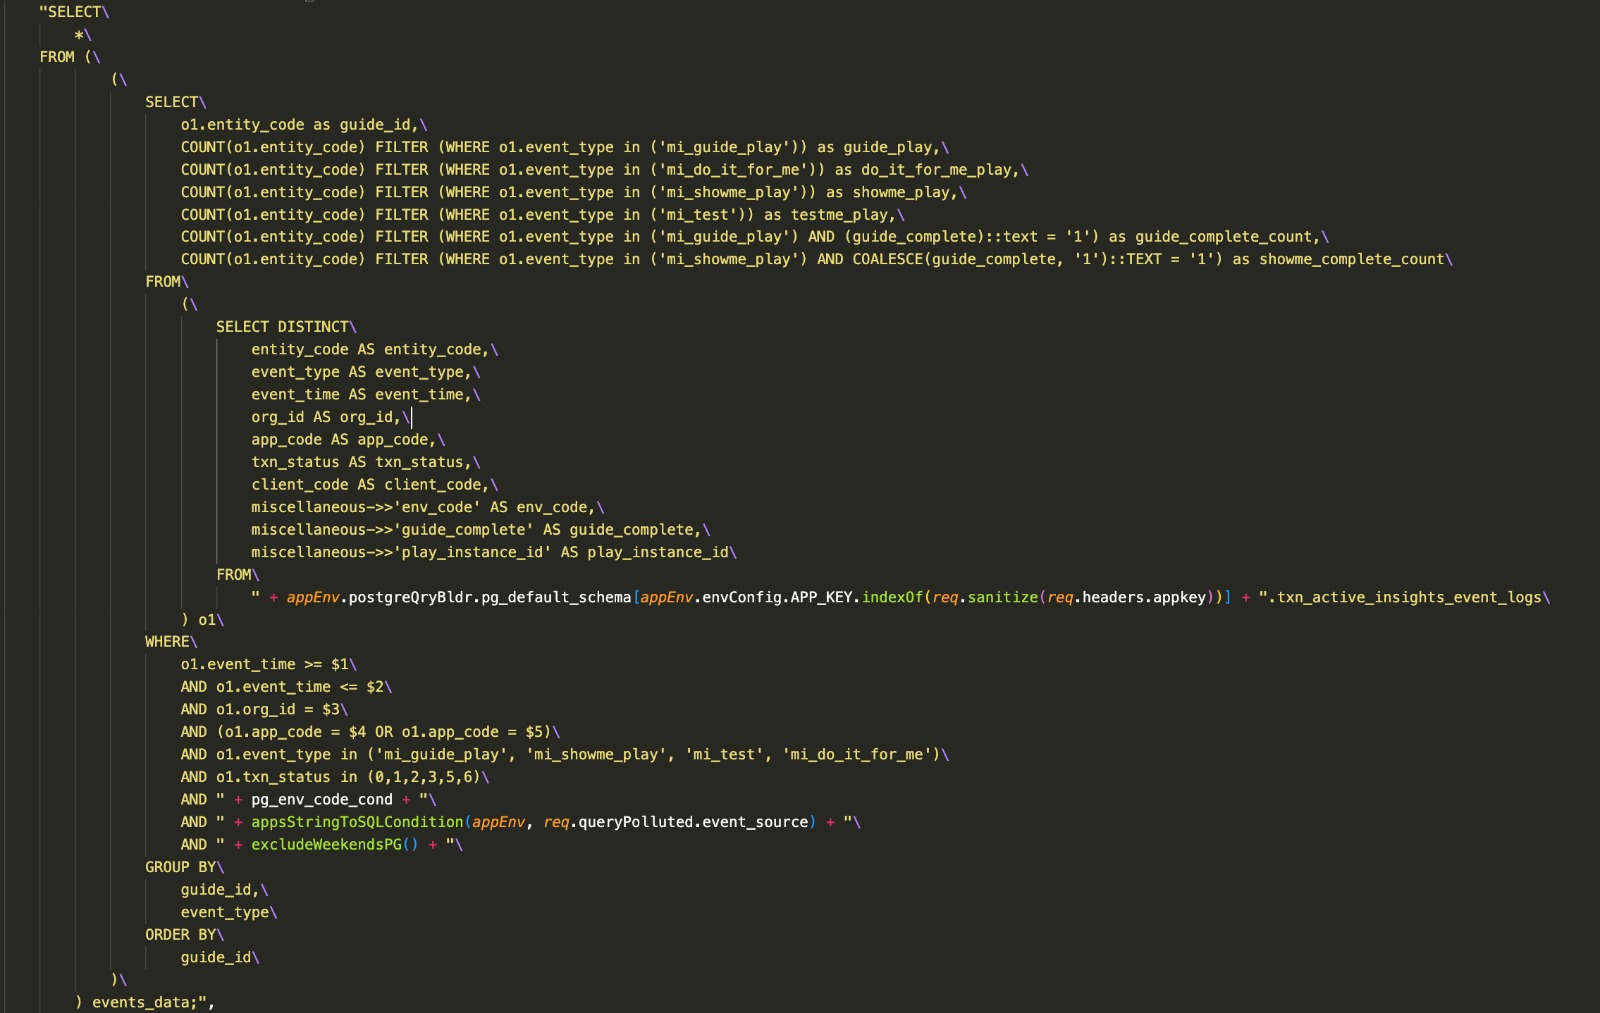 "SELECT\
*\
FROM (\
(\
SELECT\
o1.entity_code as guide_id,\
COUNT(o1.entity_code) FILTER (WHERE o1.event_type in ('mi_guide_play')) as guide_play,\
COUNT(o1.entity_code) FILTER (WHERE o1.event_type in ('mi_do_it_for_me')) as do_it_for_me_play,\
COUNT(o1.entity_code) FILTER (WHERE o1.event_type in ('mi_showme_play')) as showme_play,\
COUNT(o1.entity_code) FILTER (WHERE o1.event_type in ('mi_test')) as testme_play,\
COUNT(o1.entity_code) FILTER (WHERE o1.event_type in ('mi_guide_play') AND (guide_complete)::text = '1') as guide_complete_count,\
COUNT(o1.entity_code) FILTER (WHERE o1.event_type in ('mi_showme_play') AND COALESCE(guide_complete, '1')::TEXT = '1') as showme_complete_count\
FROM\
(\
SELECT DISTINCT\
entity_code AS entity_code,\
event_type AS event_type,\
event_time AS event_time,\
org_id AS org_id,\
app_code AS app_code,\
txn_status AS txn_status,\
client_code AS client_code,\
miscellaneous->>'env_code' AS env_code,\
miscellaneous->>'guide_complete' AS guide_complete,\
miscellaneous->>'play_instance_id' AS play_instance_id\
FROM\
" + appEnv.postgreQryBldr.pg_default_schema[appEnv.envConfig.APP_KEY.indexOf(req.sanitize(req.headers.appkey))] + ".txn_active_insights_event_logs\
) o1\
WHERE\
o1.event_time >= $1\
AND o1.event_time <= $2\
AND o1.org_id = $3\
AND (o1.app_code = $4 OR o1.app_code = $5)\
AND o1.event_type in ('mi_guide_play', 'mi_showme_play', 'mi_test', 'mi_do_it_for_me')\
AND o1.txn_status in (0,1,2,3,5,6)\
AND " + pg_env_code_cond + "\
AND " + appsStringToSQLCondition(appEnv, req.queryPolluted.event_source) + "\
AND " + excludeWeekendsPG() + "\
GROUP BY\
guide_id,\
event_type\
ORDER BY\
guide_id\
)\
) events_data;",